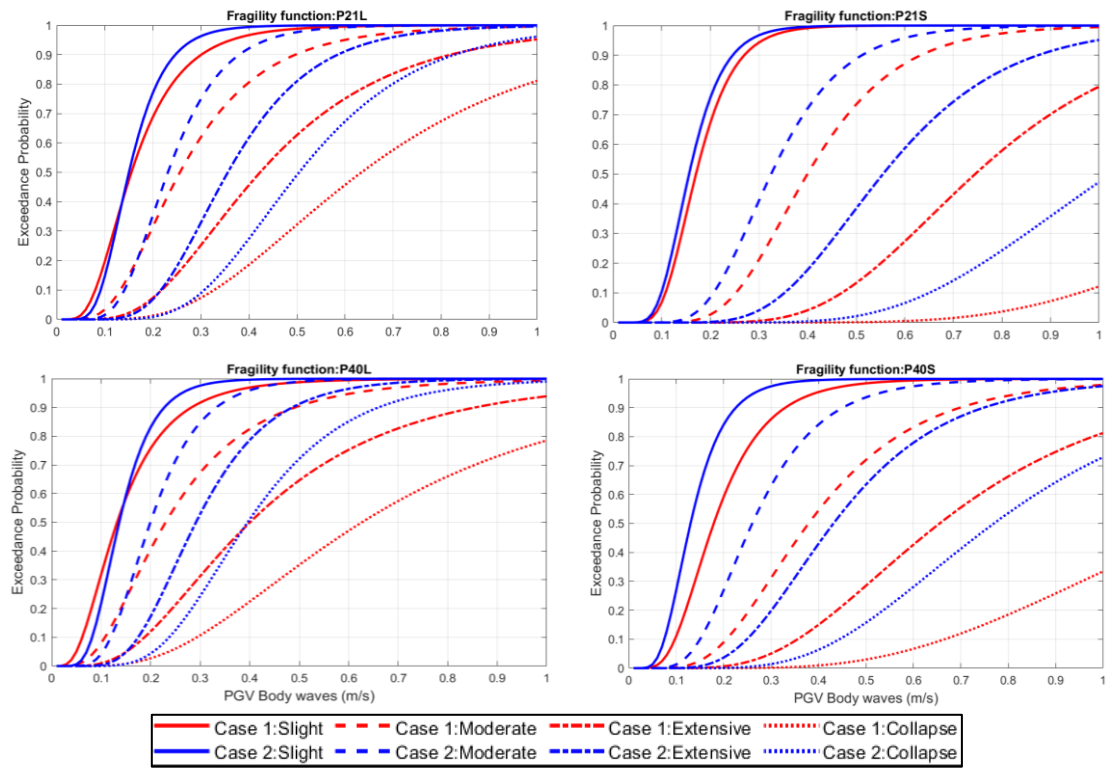 Fragility function:P21L
Exceedance Probability
1
0.9
0.8
0.7
0.6
0.5
0.4
0.3
0.2
0.1
0
0 0.1 0.2 0.3 0.4 0.5 0.6 0.7 0.8 0.9 1
Fragility function:P21S
1
0.9
0.8
0.7
0.6
0.5
0.4
0.3
0.2
0.1
0
0 0.1 0.2 0.3 0.4 0.5 0.6 0.7 0.8 0.9 1
Fragility function:P40L
Exceedance Probability
1
0.9
0.8
0.7
0.6
0.5
0.4
0.3
0.2
0.1
0
0 0.1 0.2 0.3 0.4 0.5 0.6 0.7 0.8 0.9 1
PGV Body waves (m/s)
Fragility function:P40S
Exceedance Probability
1
0.9
0.8
0.7
0.6
0.5
0.4
0.3
0.2
0.1
0
0 0.1 0.2 0.3 0.4 0.5 0.6 0.7 0.8 0.9 1
PGV Body waves (m/s)
Case 1:Slight Case 1:Moderate Case 1:Extensive Case 1:Collapse
Case 2:Slight Case 2:Moderate Case 2:Extensive Case 2:Collapse